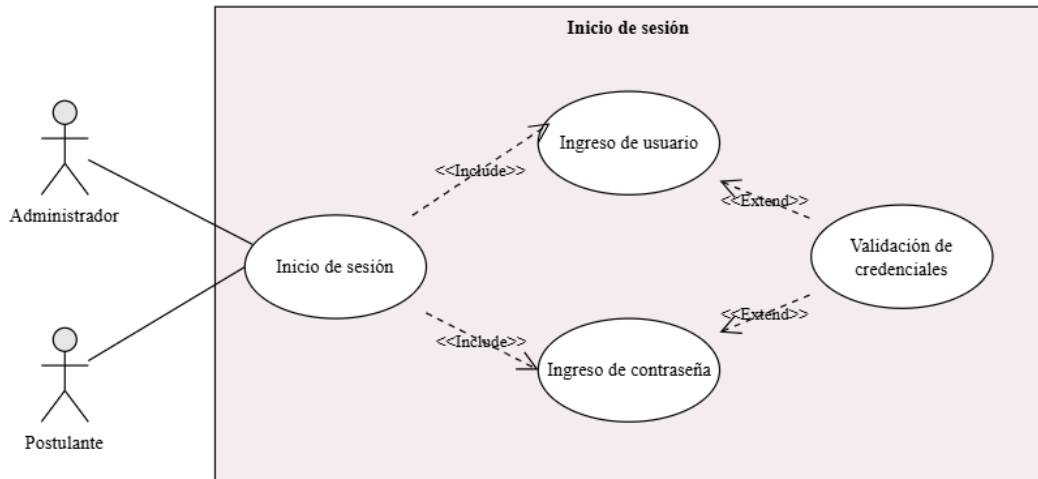 Inicio de sesión
Administrador
Postulante
Inicio de sesión
<<Include>>
<<Include>>
Ingreso de usuario
Ingreso de contraseña
<<Extend>>
<<Extend>>
Validación de
credenciales